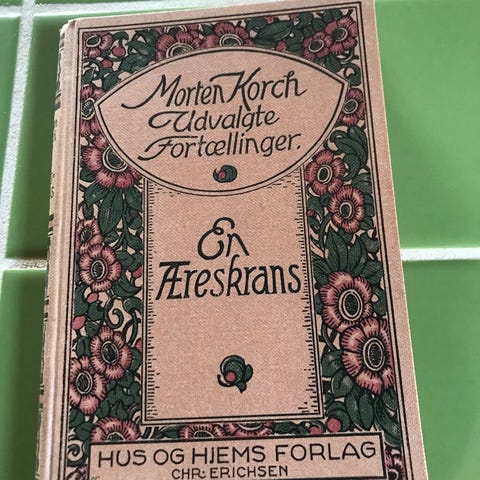 Morten Korch
Udvalgte
Fortællinger.
En
Æreskrans
HUS OG HJEMS FORLAG
CHR. ERICHSEN